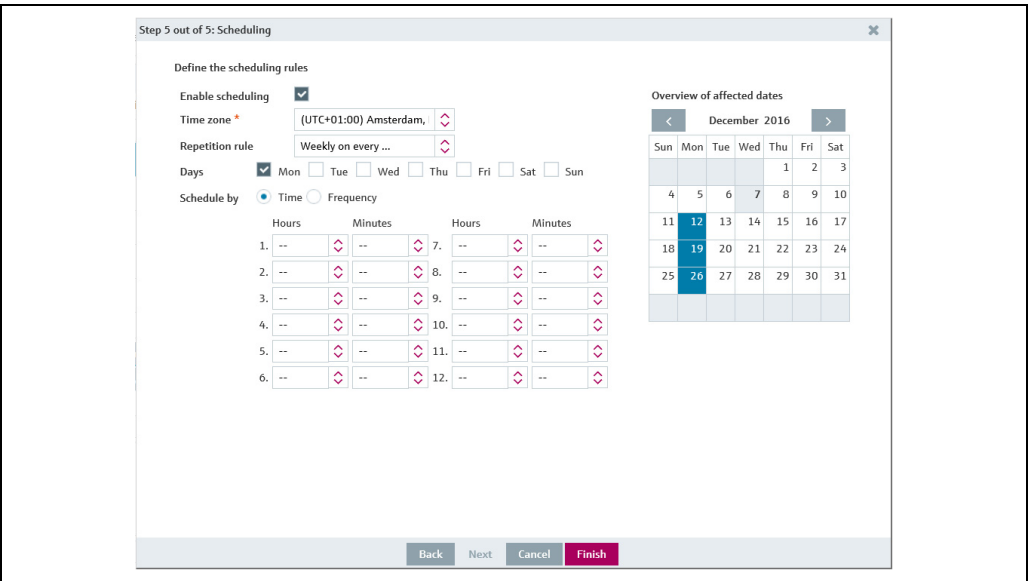 Step 5 out of 5: Scheduling
Define the scheduling rules
Enable scheduling
Time zone *
(UTC+01:00) Amsterdam,
Repetition rule
Weekly on every ...
Days
Mon Tue Wed Thu Fri Sat Sun
Schedule by
Time Frequency
Hours Minutes Hours Minutes
1. -- -- 7. -- --
2. -- -- 8. -- --
3. -- -- 9. -- --
4. -- -- 10. -- --
5. -- -- 11. -- --
6. -- -- 12. -- --
Overview of affected dates
< December 2016 >
Sun Mon Tue Wed Thu Fri Sat
1 2 3
4 5 6 7 8 9 10
11 12 13 14 15 16 17
18 19 20 21 22 23 24
25 26 27 28 29 30 31
Back Next Cancel Finish